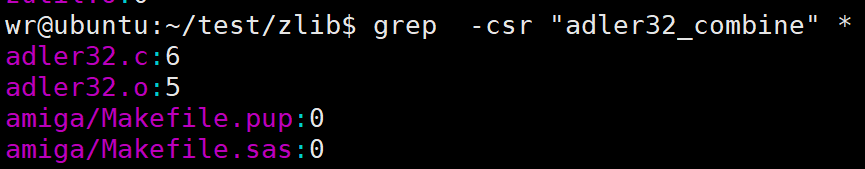 wr@ubuntu:~/test/zlib$ grep  -csr "adler32_combine" *
adler32.c:6
adler32.o:5
amiga/Makefile.pup:0
amiga/Makefile.sas:0